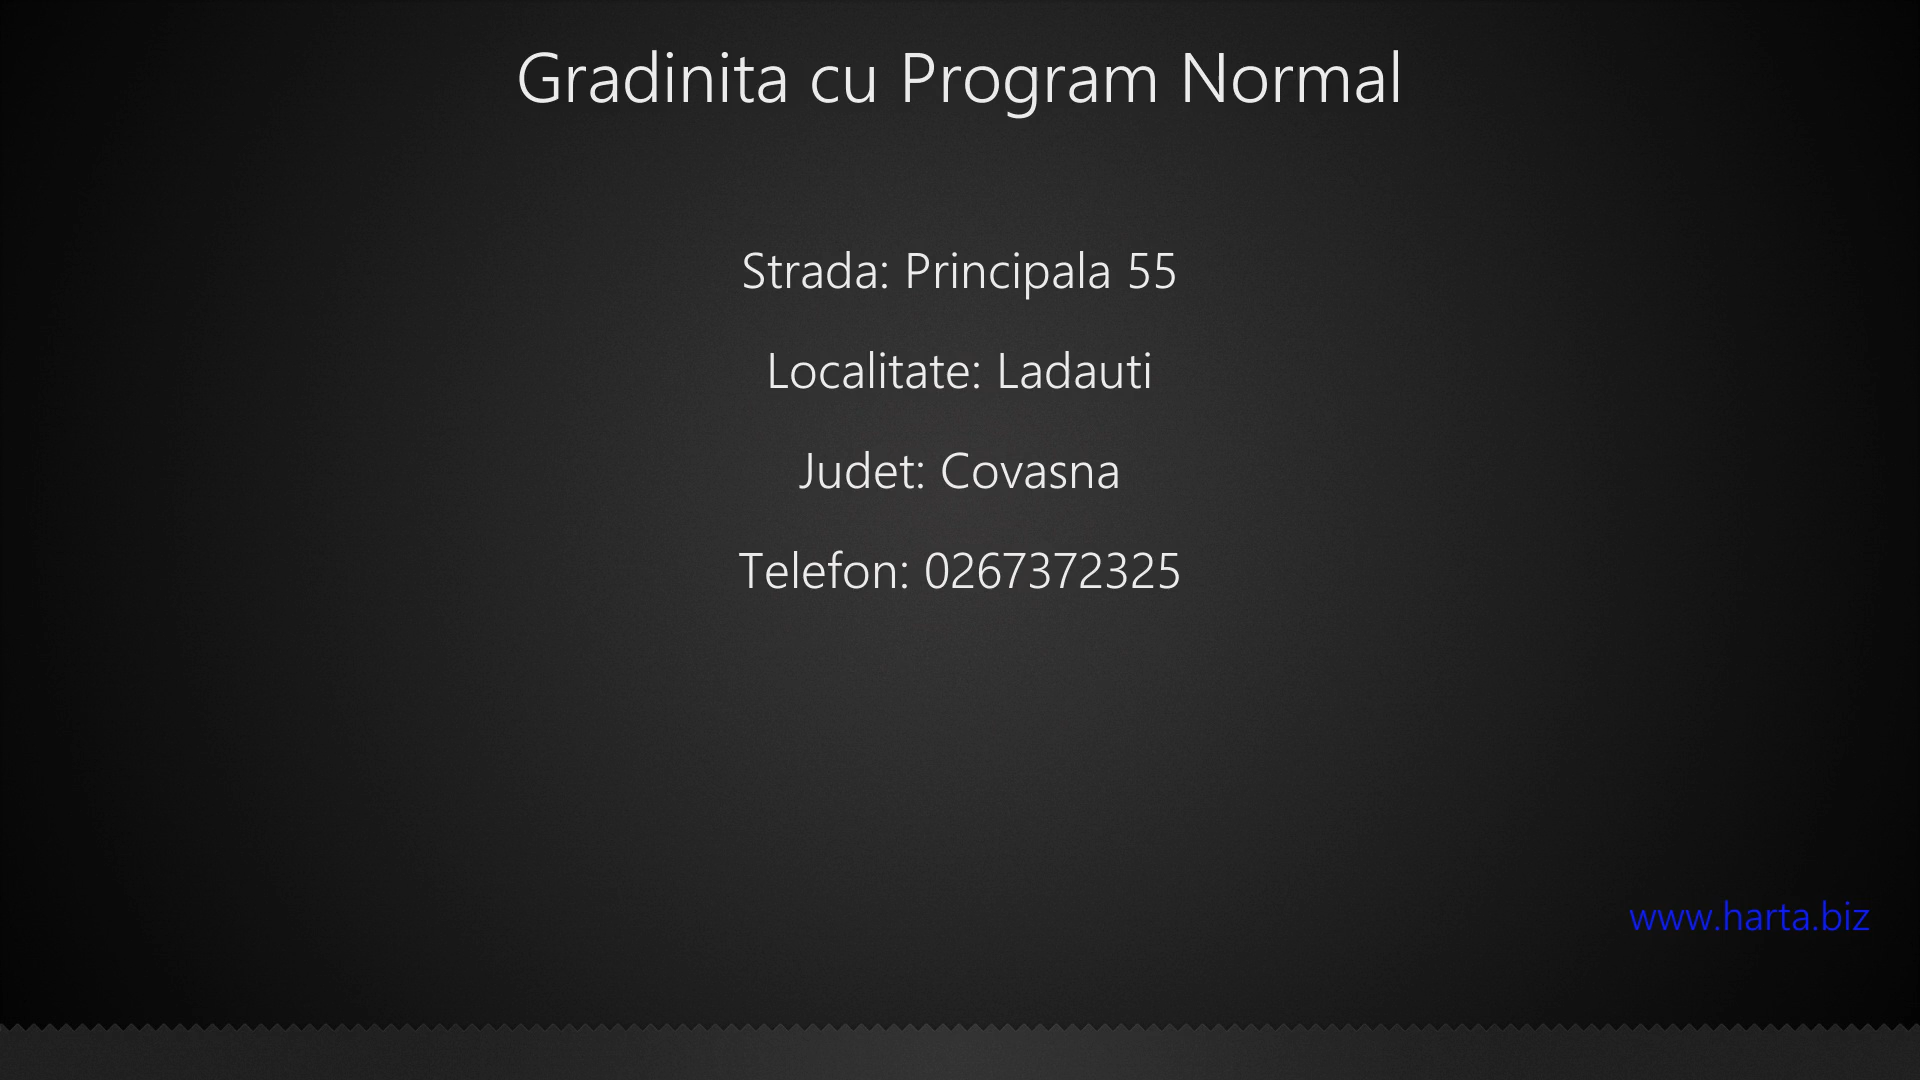 Gradinita cu Program Normal
Strada: Principala 55
Localitate: Ladauti
Judet: Covasna
Telefon: 0267372325
www.harta.biz